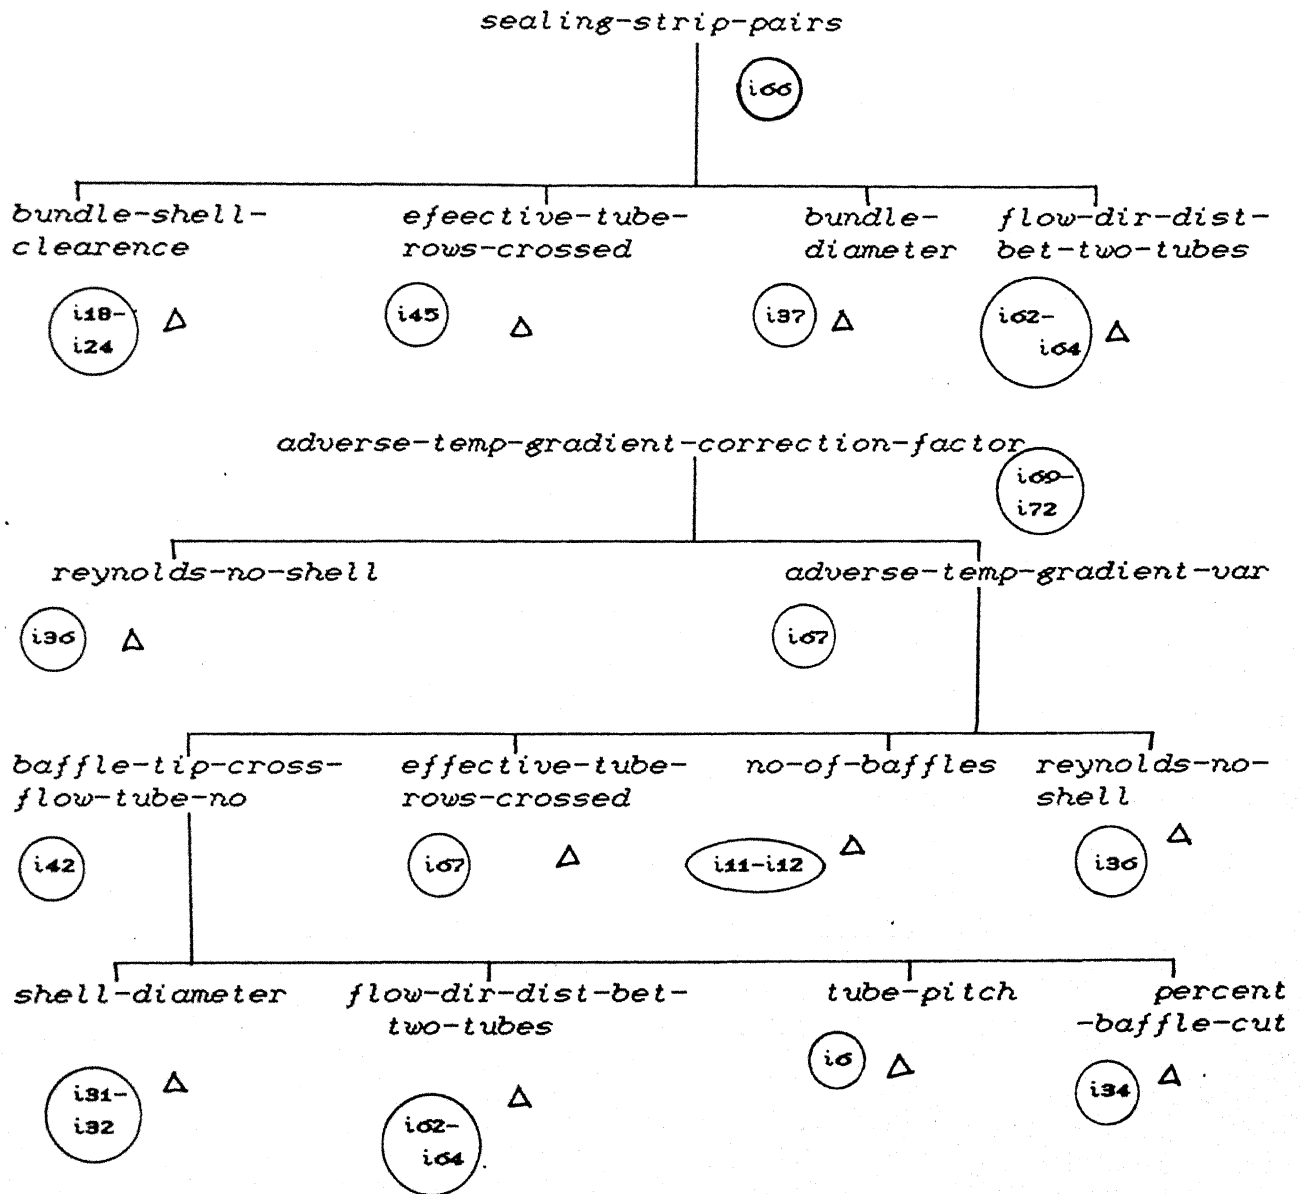 sealing-strip-pairs
i66
bundle-shell-
clearence
efeective-tube-
rows-crossed
bundle-
diameter
flow-dir-dist-
bet-two-tubes
i18-
i24
i45
i37
i62-
i64
adverse-temp-gradient-correction-factor
i69-
i72
reynolds-no-shell
adverse-temp-gradient-var
i36
i67
baffle-tip-cross-
flow-tube-no
effective-tube-
rows-crossed
no-of-baffles
reynolds-no-
shell
i42
i67
i11-i12
i36
shell-diameter
flow-dir-dist-bet-
two-tubes
tube-pitch
percent
-baffle-cut
i31-
i32
i62-
i64
i6
i34